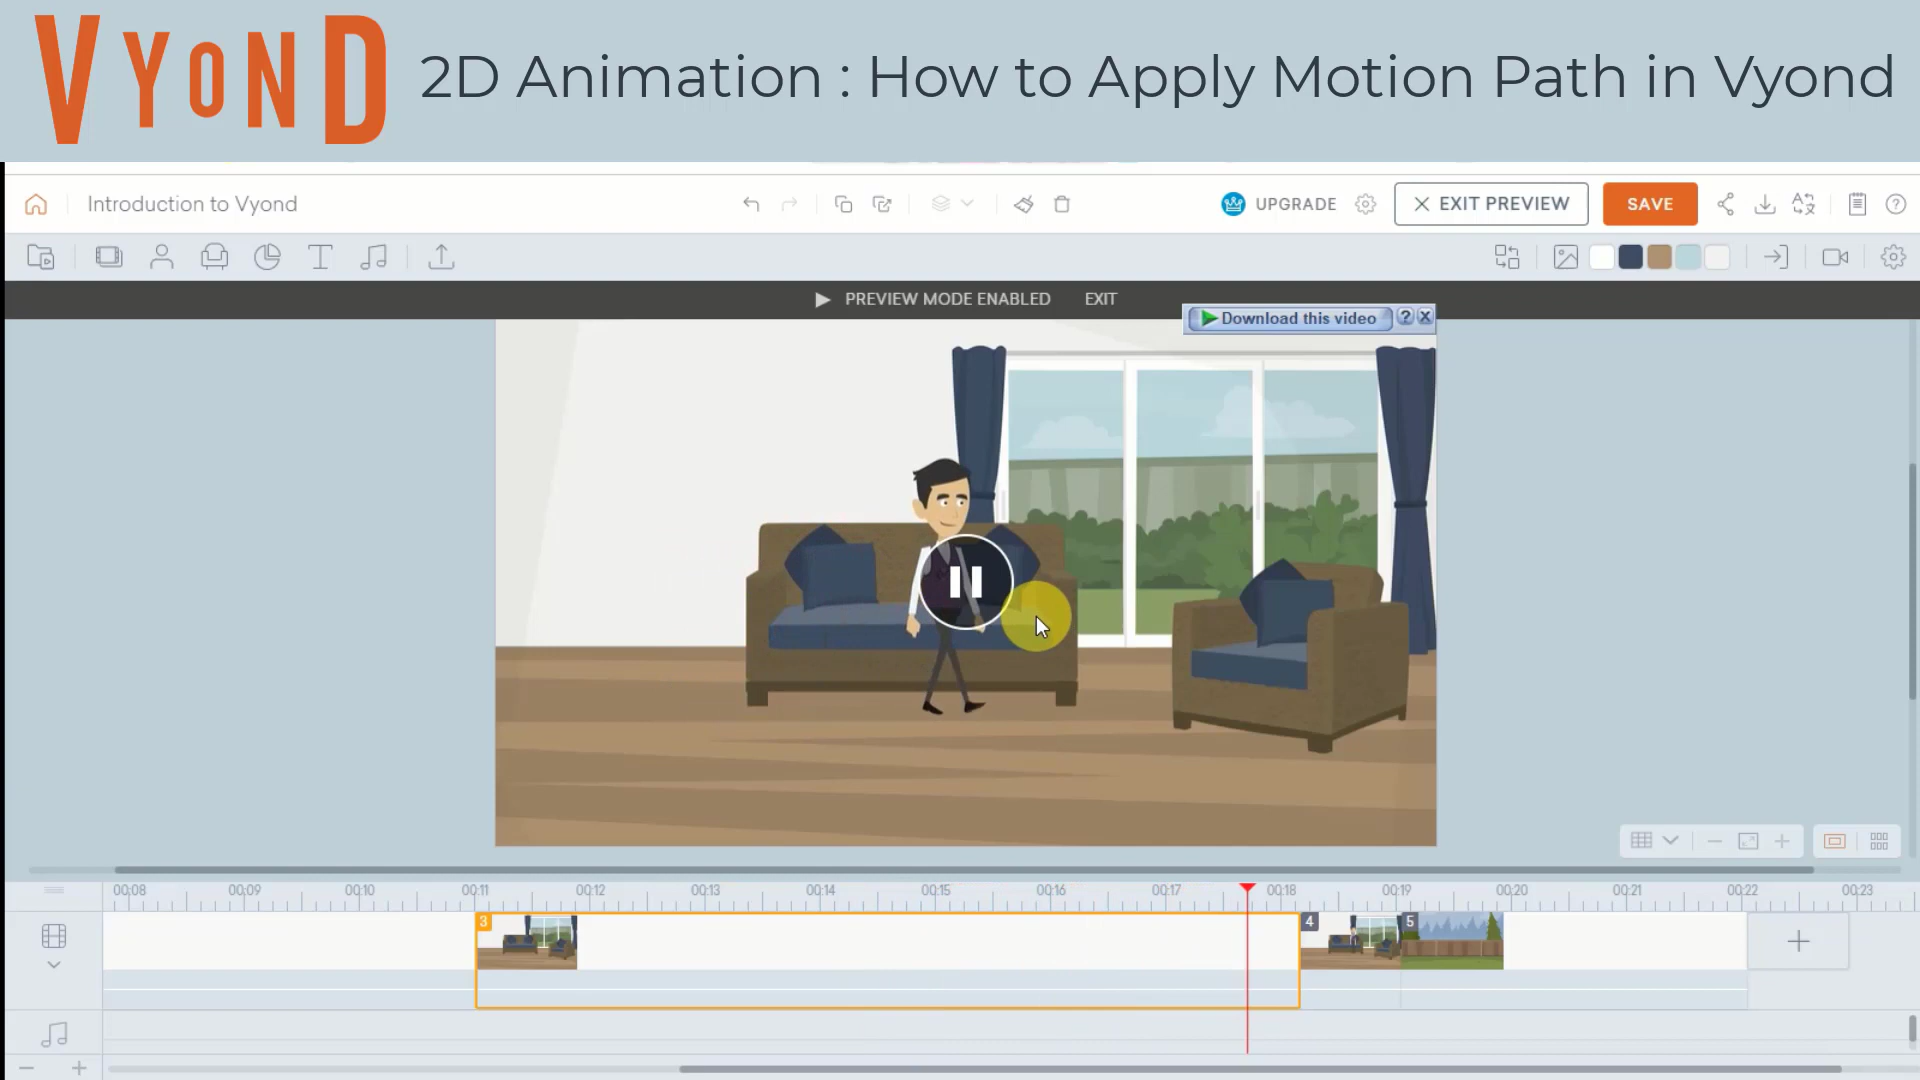 VYOND
2D Animation : How to Apply Motion Path in Vyond
Introduction to Vyond
UPGRADE
EXIT PREVIEW
SAVE
PREVIEW MODE ENABLED EXIT
Download this video
00:08 00:09 00:10 00:11 00:12 00:13 00:14 00:15 00:16 00:17 00:18 00:19 00:20 00:21 00:22 00:23
3 4 5